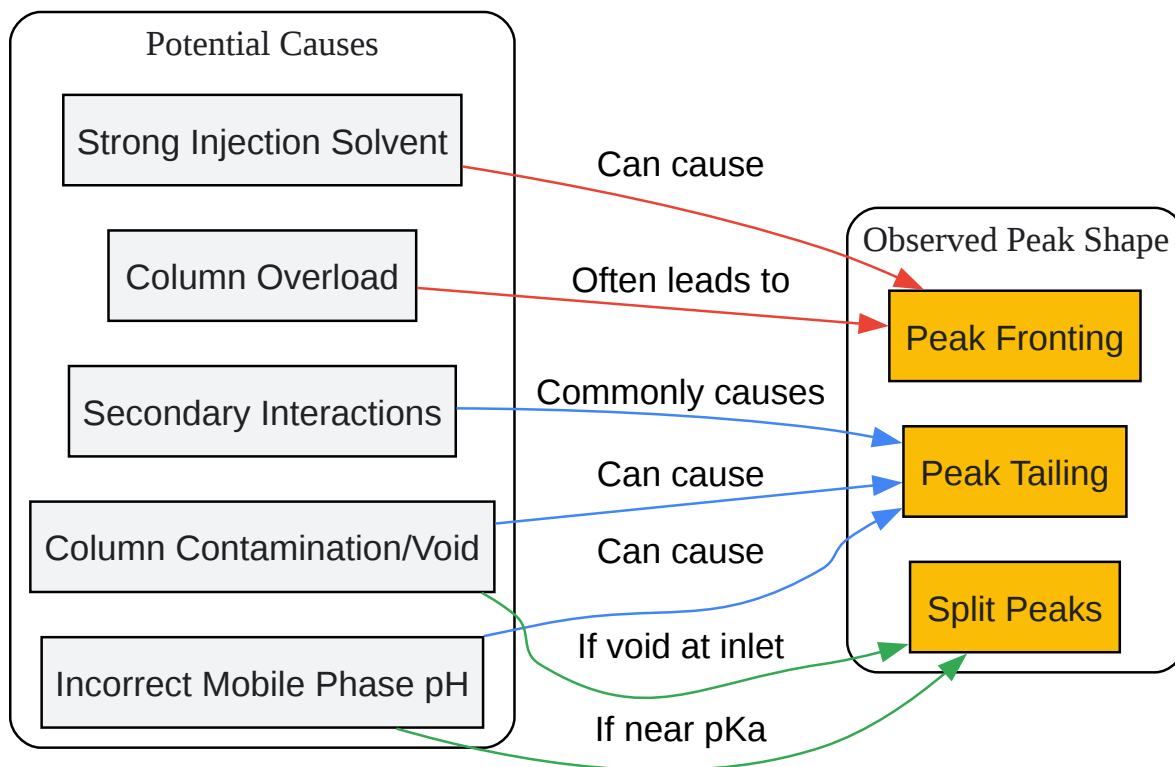 Potential Causes
Strong Injection Solvent
Column Overload
Secondary Interactions
Column Contamination/Void
Incorrect Mobile Phase pH
Can cause
Often leads to
Commonly causes
Can cause
Can cause
If void at inlet
If near pKa
Observed Peak Shape
Peak Fronting
Peak Tailing
Split Peaks